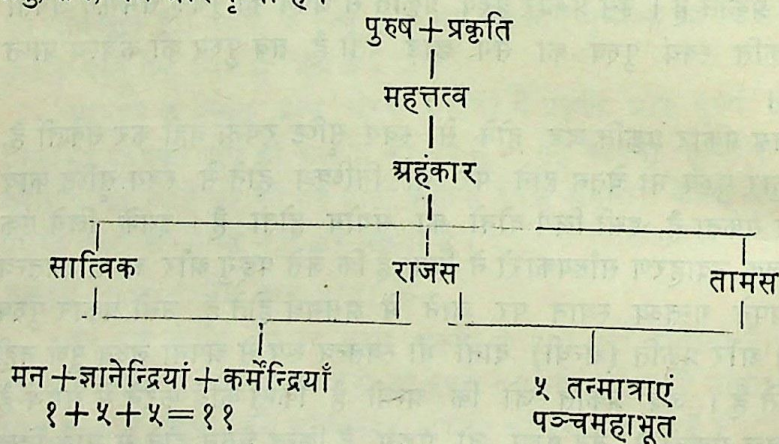 पुरुष + प्रकृति
महत्तत्व
अहंकार
सात्विक राजस तामस
मन + ज्ञानेन्द्रियां + कर्मेन्द्रियाँ ५ तन्मात्राएं
१ + ५ + ५ = ११ पञ्चमहाभूत